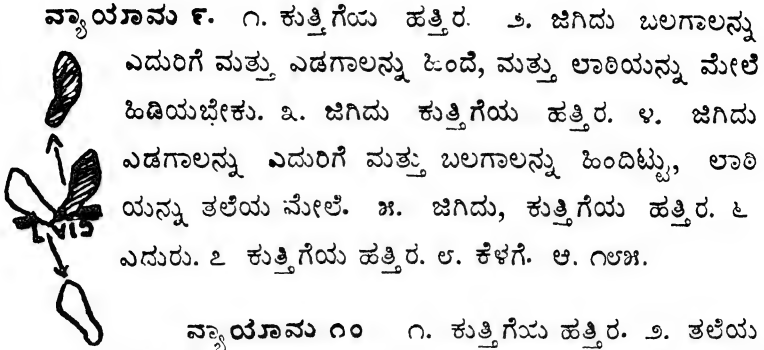 ವ್ಯಾಯಾಮ ೯. ೧. ಕುತ್ತಿಗೆಯ ಹತ್ತಿರ. ೨. ಜಿಗಿದು ಬಲಗಾಲನ್ನು
ಎದುರಿಗೆ ಮತ್ತು ಎಡಗಾಲನ್ನು ಹಿಂದೆ, ಮತ್ತು ಲಾಠಿಯನ್ನು ಮೇಲೆ
ಹಿಡಿಯಬೇಕು. ೩. ಜಿಗಿದು ಕುತ್ತಿಗೆಯ ಹತ್ತಿರ. ೪. ಜಿಗಿದು
ಎಡಗಾಲನ್ನು ಎದುರಿಗೆ ಮತ್ತು ಬಲಗಾಲನ್ನು ಹಿಂದಿಟ್ಟು, ಲಾಠಿ
ಯನ್ನು ತಲೆಯ ಮೇಲೆ. ೫. ಜಿಗಿದು, ಕುತ್ತಿಗೆಯ ಹತ್ತಿರ. ೬
ಎದುರು. ೭ ಕುತ್ತಿಗೆಯ ಹತ್ತಿರ. ೮. ಕೆಳಗೆ. ಆ. ೧೮೫.
ವ್ಯಾಯಾಮ ೧೦ ೧. ಕುತ್ತಿಗೆಯ ಹತ್ತಿರ. ೨. ತಲೆಯ